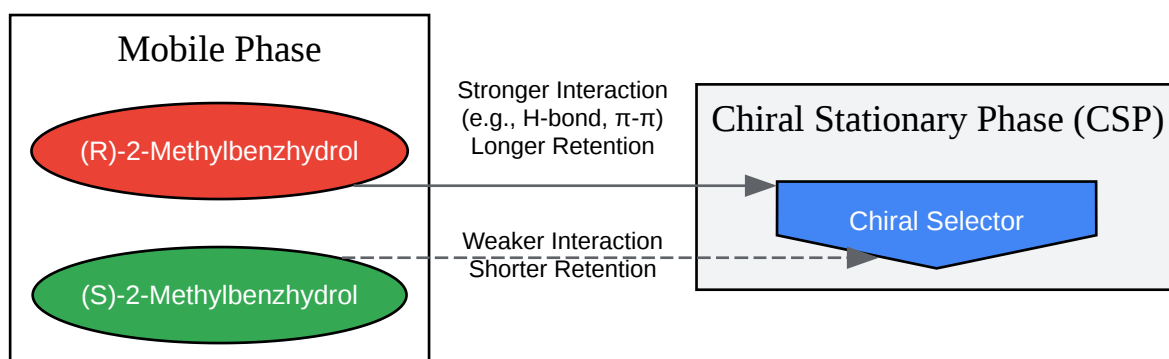 Mobile Phase
(R)-2-Methylbenzhydrol
(S)-2-Methylbenzhydrol
Stronger Interaction
(e.g., H-bond, π-π)
Longer Retention
Weaker Interaction
Shorter Retention
Chiral Stationary Phase (CSP)
Chiral Selector